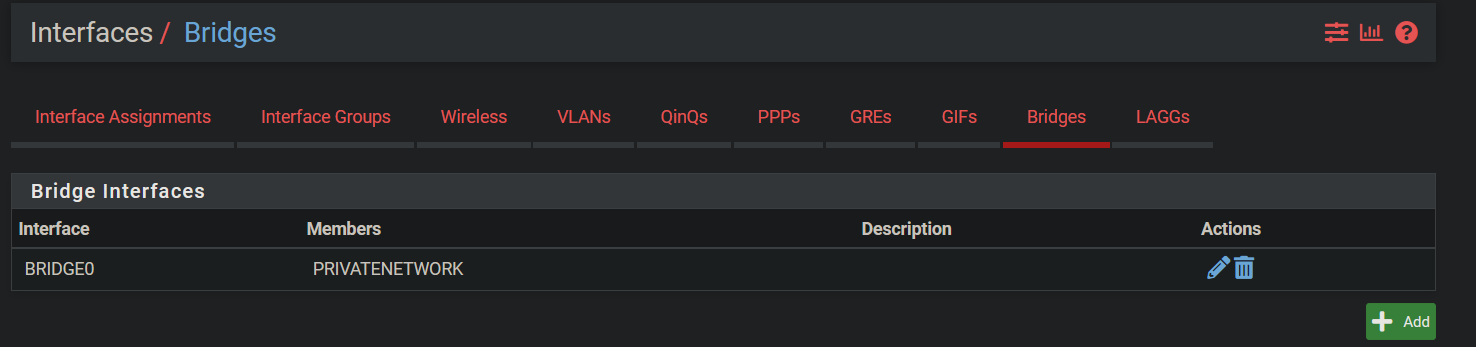 Interfaces / Bridges
Interface Assignments Interface Groups Wireless VLANs QinQs PPPs GREs GIFs Bridges LAGGs
Bridge Interfaces
Interface Members Description Actions
BRIDGE0 PRIVATENETWORK
Add